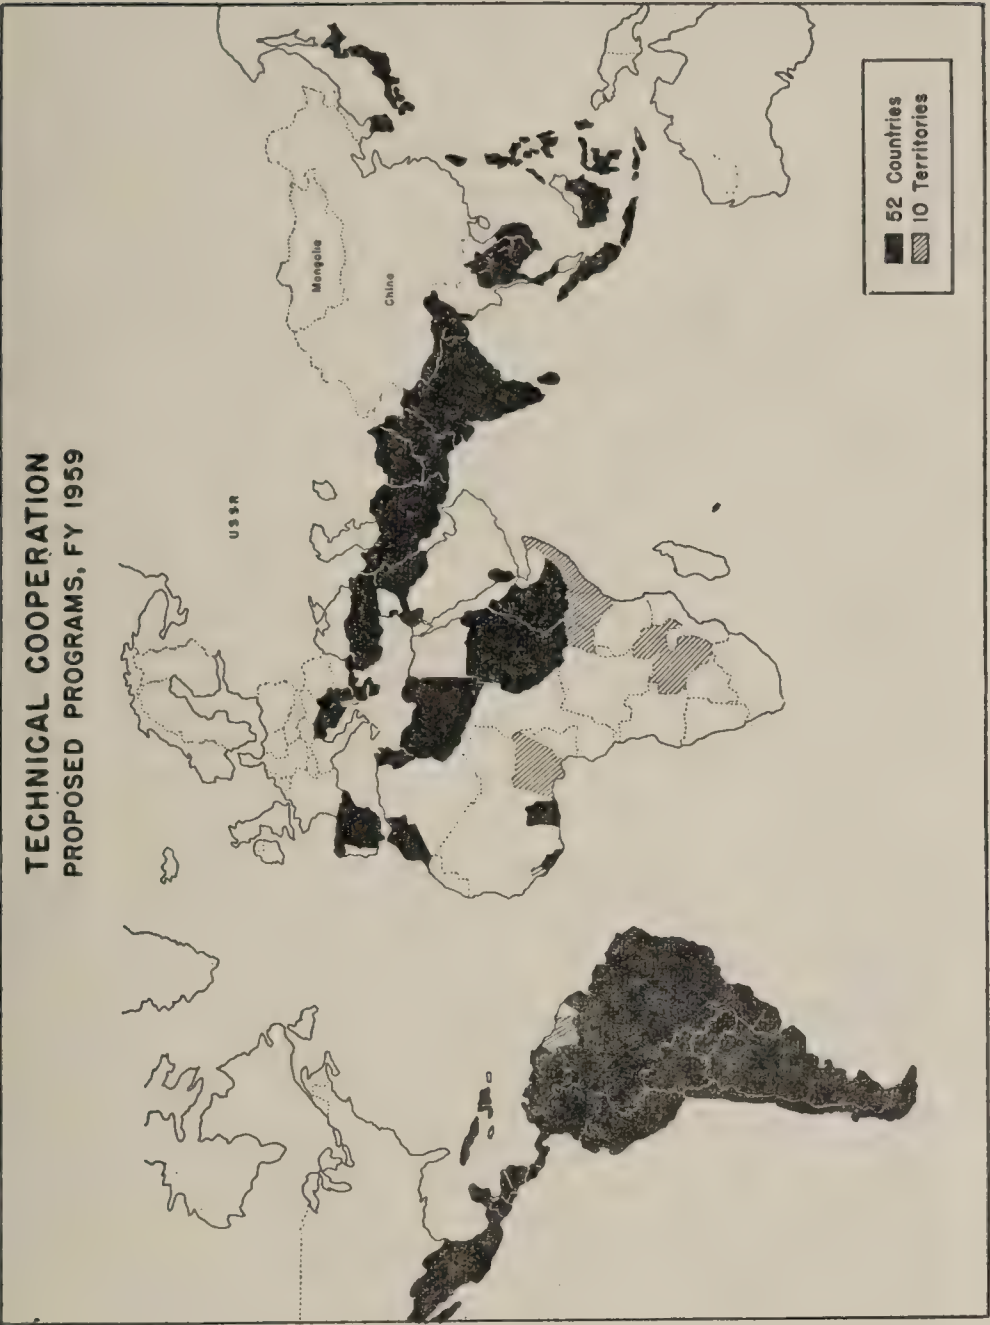 TECHNICAL COOPERATION
PROPOSED PROGRAMS, FY 1959
USSR
Mongolia
China
52 Countries
10 Territories